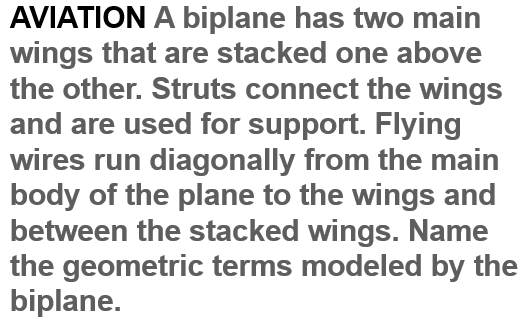 AVIATION A biplane has two main
wings that are stacked one above
the other. Struts connect the wings
and are used for support. Flying
wires run diagonally from the main
body of the plane to the wings and
between the stacked wings. Name
the geometric terms modeled by the
biplane.